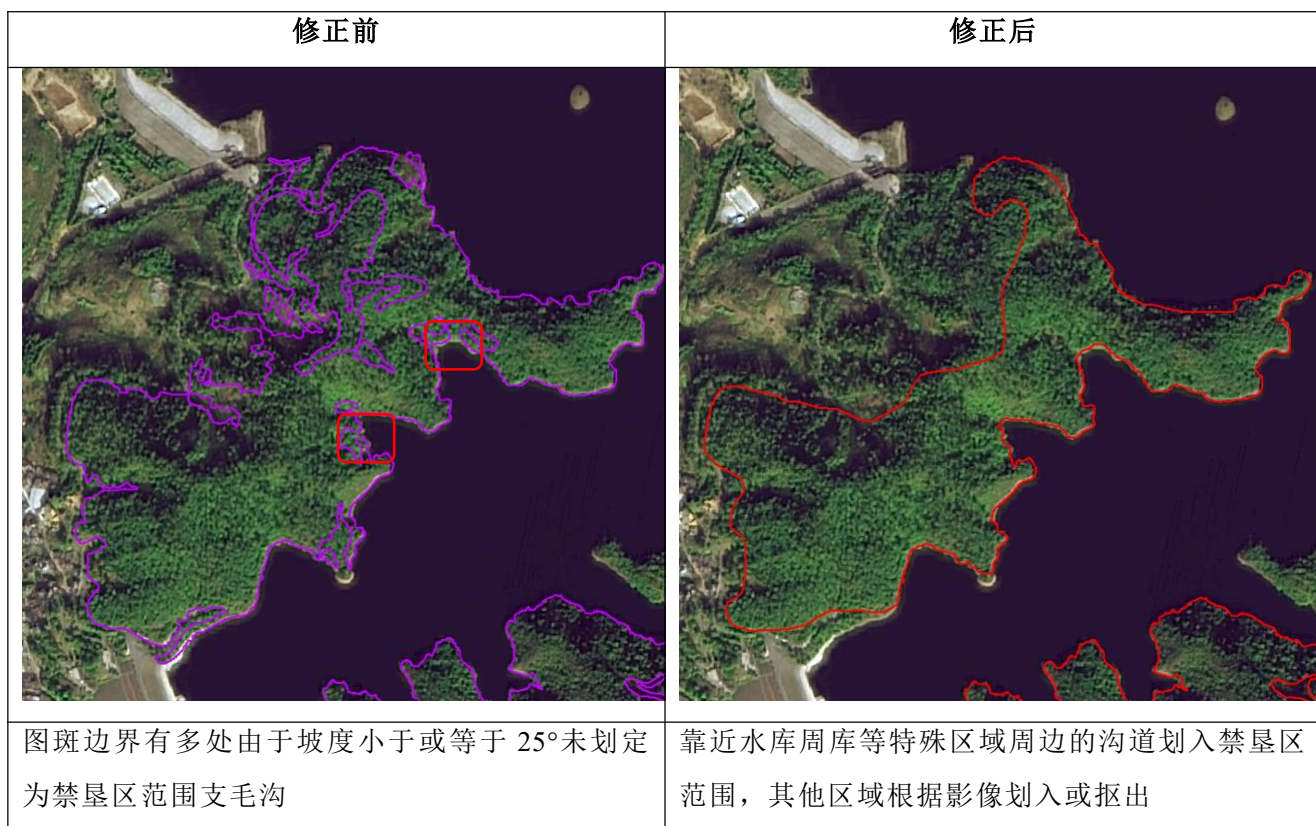 修正前
修正后
图斑边界有多处由于坡度小于或等于 25°未划定
为禁垦区范围支毛沟
靠近水库周库等特殊区域周边的沟道划入禁垦区
范围，其他区域根据影像划入或抠出